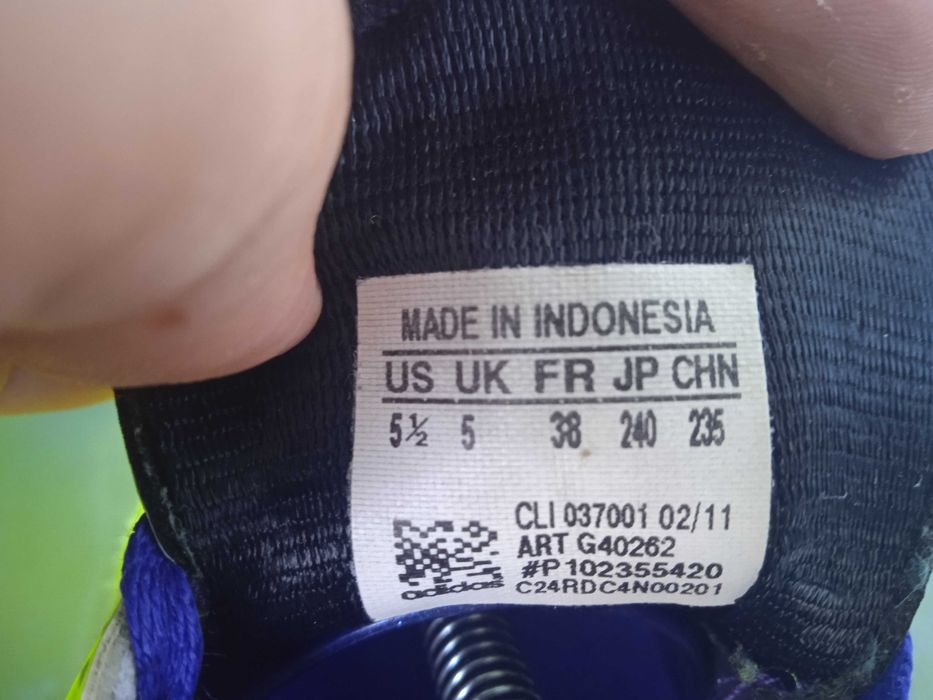 MADE IN INDONESIA
US UK FR JP CHN
5½ 5 38 240 235
CLI 037001 02/11
ART G40262
#P 102355420
adidas C24RDC4N00201